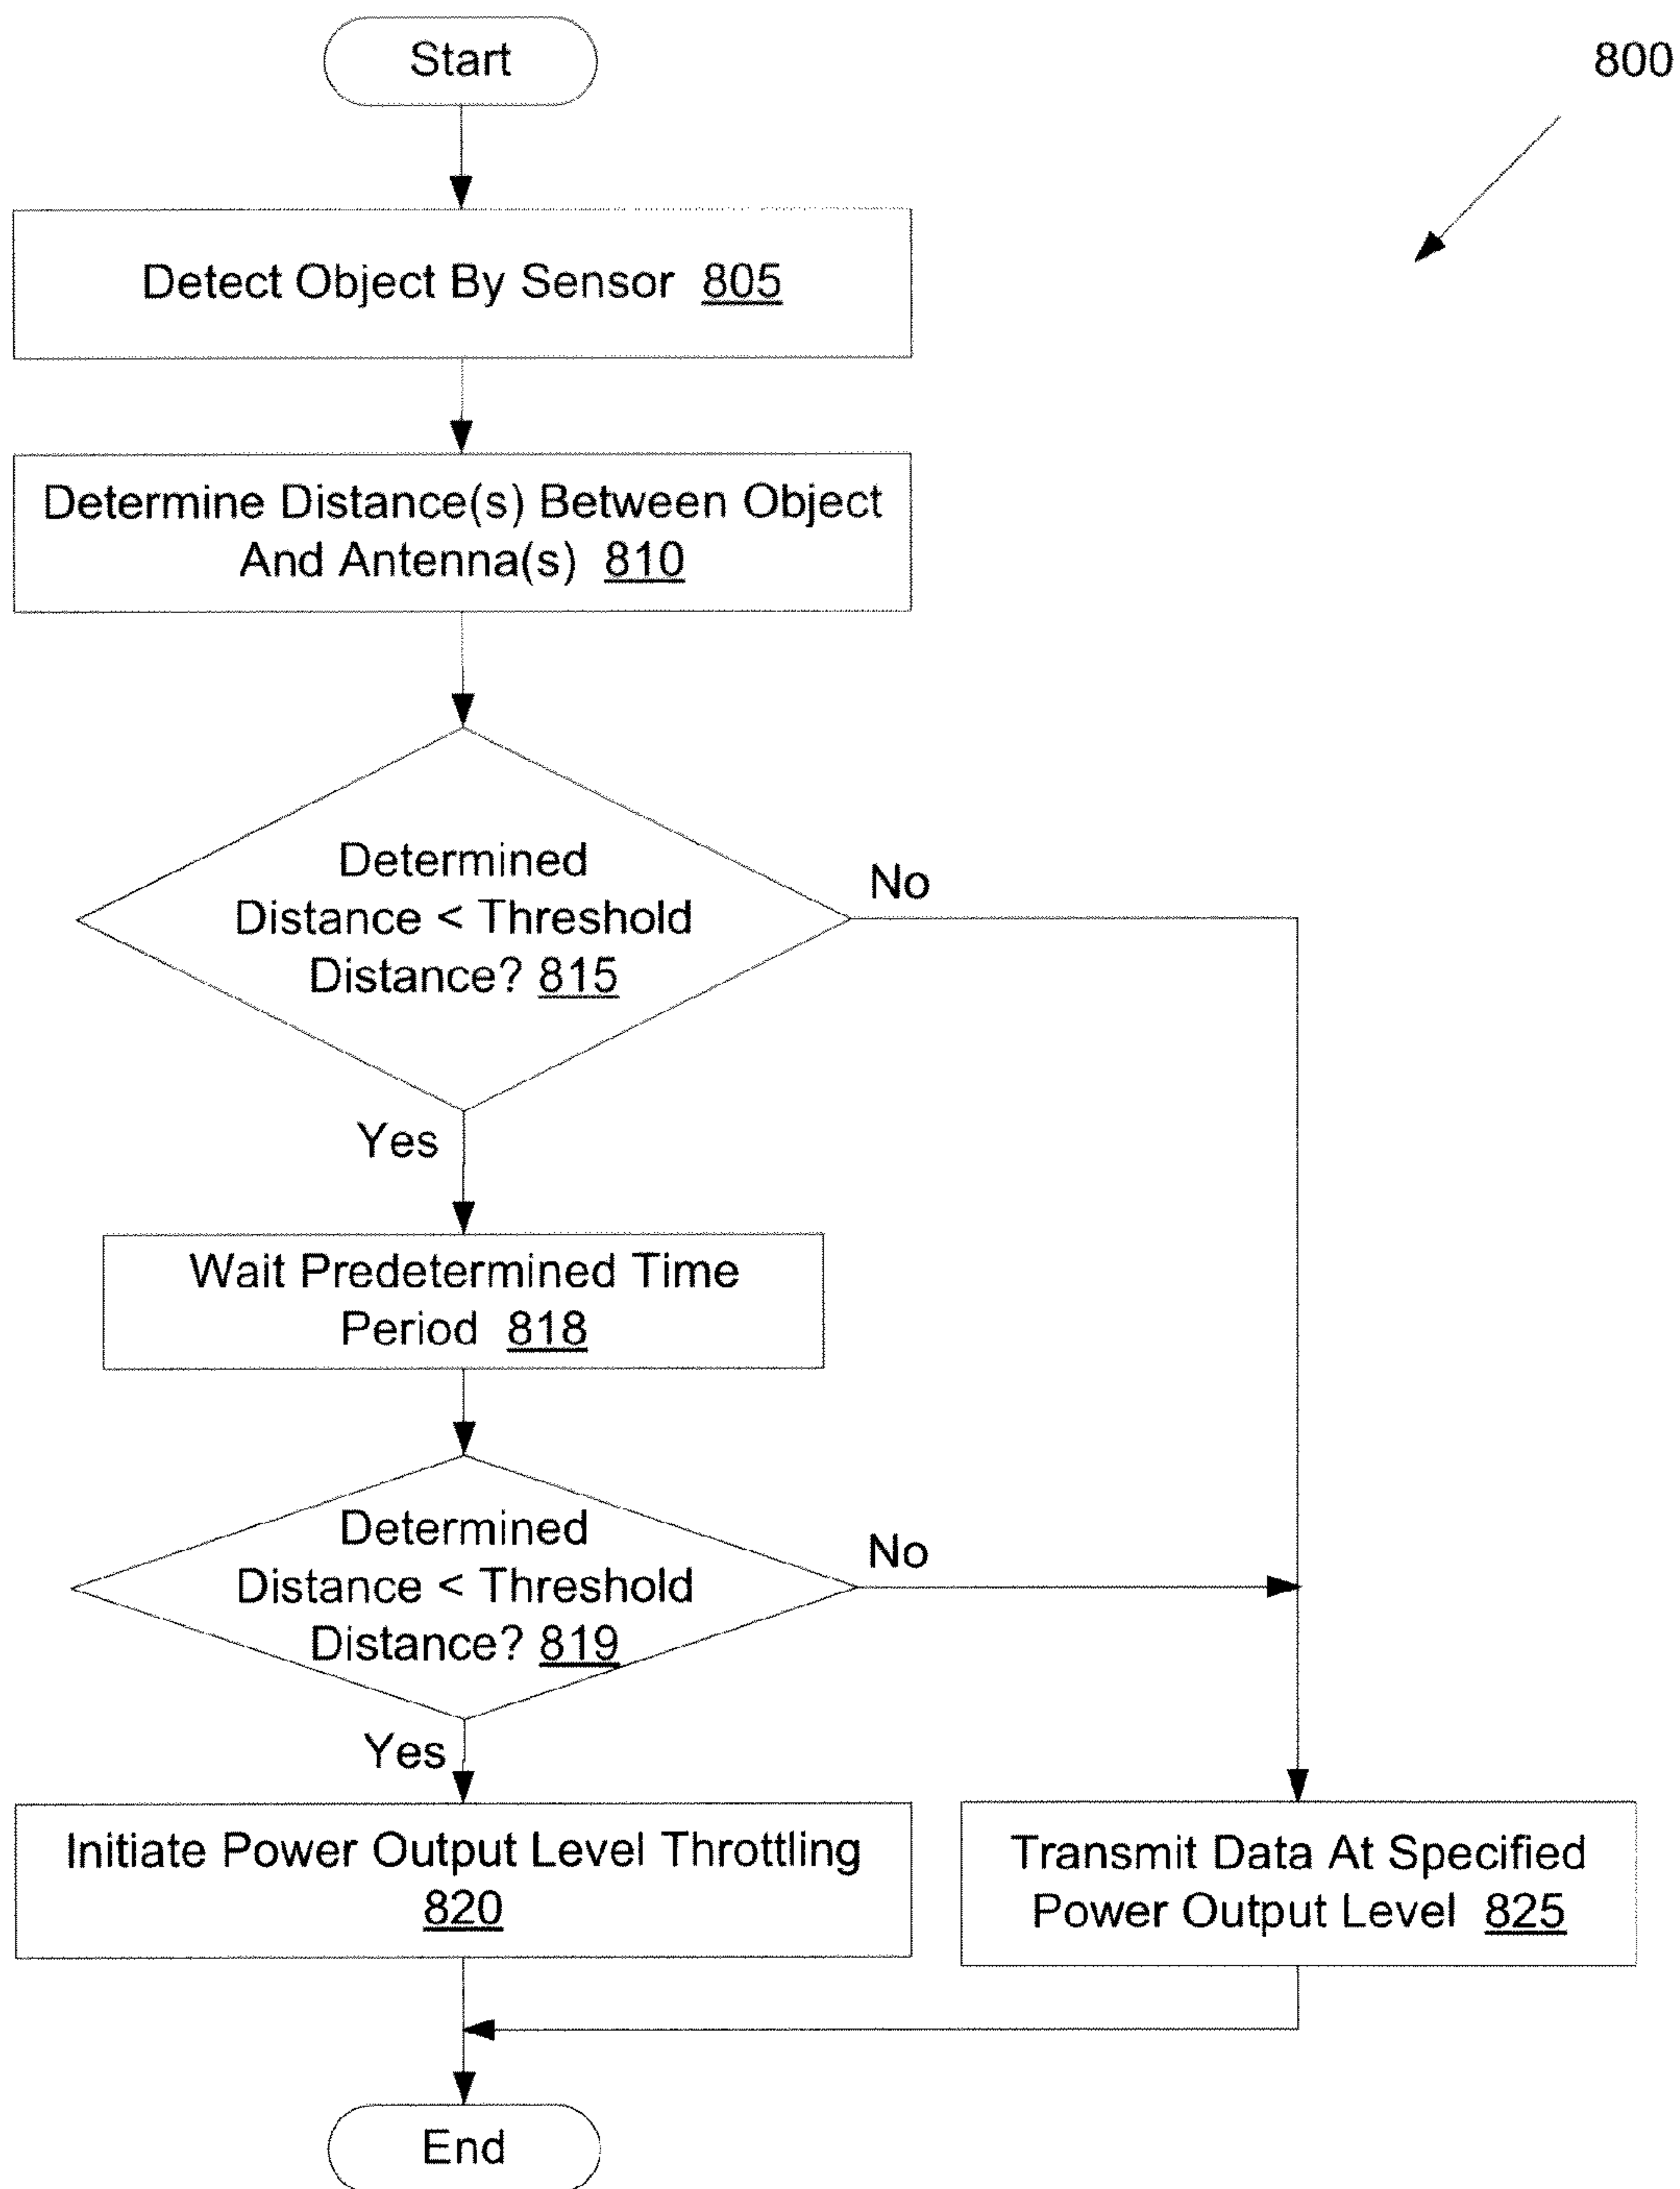 Start
800
Detect Object By Sensor 805
Determine Distance(s) Between Object
And Antenna(s) 810
Determined
Distance < Threshold
Distance? 815
No
Yes
Wait Predetermined Time
Period 818
Determined
Distance < Threshold
Distance? 819
No
Yes
Initiate Power Output Level Throttling
820
Transmit Data At Specified
Power Output Level 825
End